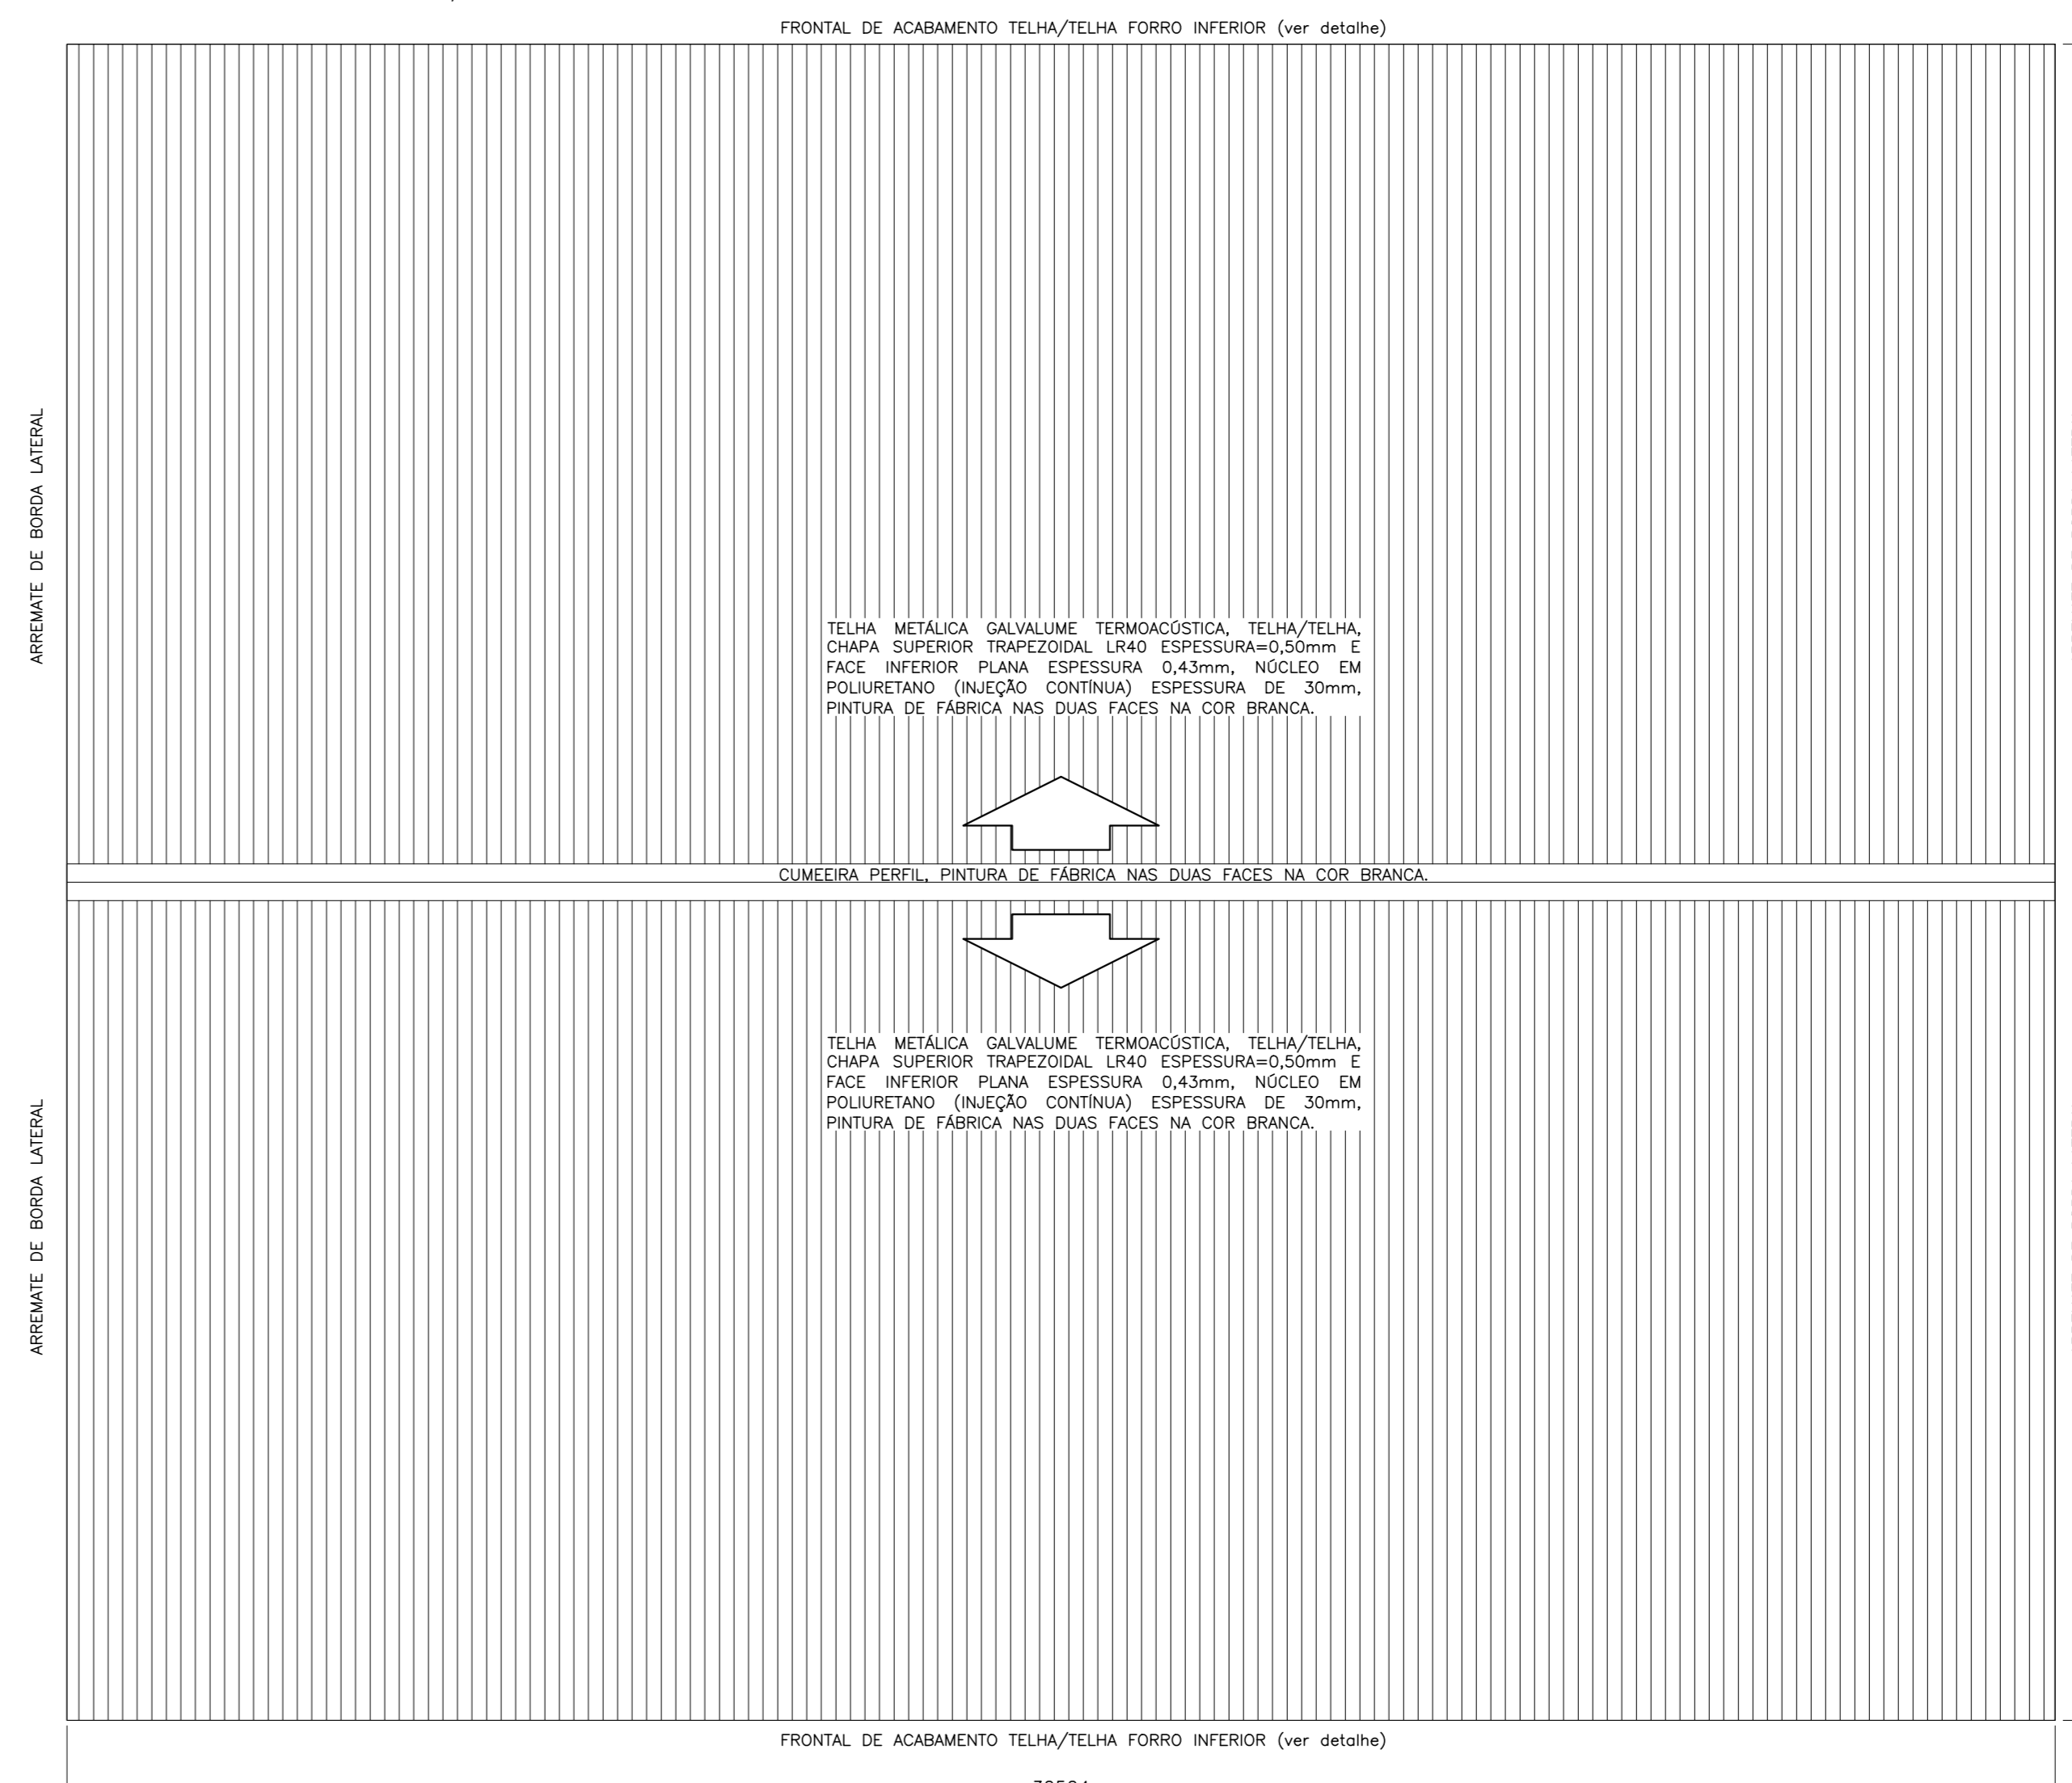 FRONTAL DE ACABAMENTO TELHA/TELHA FORRO INFERIOR (ver detalhe)
ARREMATE DE BORDA LATERAL
TELHA METÁLICA GALVALUME TERMOACÚSTICA, TELHA/TELHA,
CHAPA SUPERIOR TRAPEZOIDAL LR40 ESPESSURA=0,50mm E
FACE INFERIOR PLANA ESPESSURA 0,43mm, NÚCLEO EM
POLIURETANO (INJEÇÃO CONTÍNUA) ESPESSURA DE 30mm,
PINTURA DE FÁBRICA NAS DUAS FACES NA COR BRANCA.
CUMEEIRA PERFIL, PINTURA DE FÁBRICA NAS DUAS FACES NA COR BRANCA.
TELHA METÁLICA GALVALUME TERMOACÚSTICA, TELHA/TELHA,
CHAPA SUPERIOR TRAPEZOIDAL LR40 ESPESSURA=0,50mm E
FACE INFERIOR PLANA ESPESSURA 0,43mm, NÚCLEO EM
POLIURETANO (INJEÇÃO CONTÍNUA) ESPESSURA DE 30mm,
PINTURA DE FÁBRICA NAS DUAS FACES NA COR BRANCA.
ARREMATE DE BORDA LATERAL
FRONTAL DE ACABAMENTO TELHA/TELHA FORRO INFERIOR (ver detalhe)